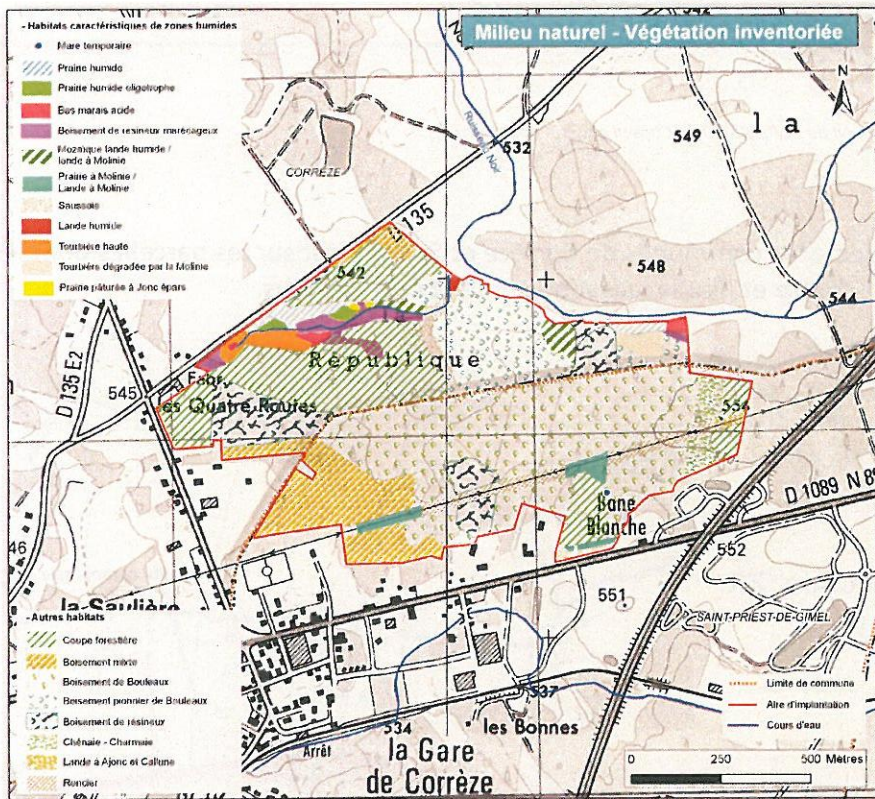 Milieu naturel - Végétation inventoriée
- Habitats caractéristiques de zones humides
Mare temporaire
Prairie humide
Prairie humide oligotrophe
Bas marais acide
Boisement de résineux marécageux
Mozaïque lande humide /
lande à Molinie
Prairie à Molinie /
Lande à Molinie
Saussaie
Lande humide
Tourbière haute
Tourbière dégradée par la Molinie
Prairie pâturée à Jonc épars
N
l a
549
532
CORRÈZE
135
542
548
544
République
D 135 E2
545
es Quatre Routes
554
D 1089 N 89
Bane
Blanche
46
552
551
la Saulière
SAINT-PRIEST-DE-GIMEL
- Autres habitats
Coupe forestière
Boisement mixte
Boisement de Bouleaux
Boisement pionnier de Bouleaux
Boisement de résineux
Chênaie - Charmaie
Lande à Ajonc et Callune
Roncier
537
534
les Bonnes
Arrêt
la Gare
de Corrèze
Limite de commune
Aire d'implantation
Cours d'eau
0 250 500 Mètres